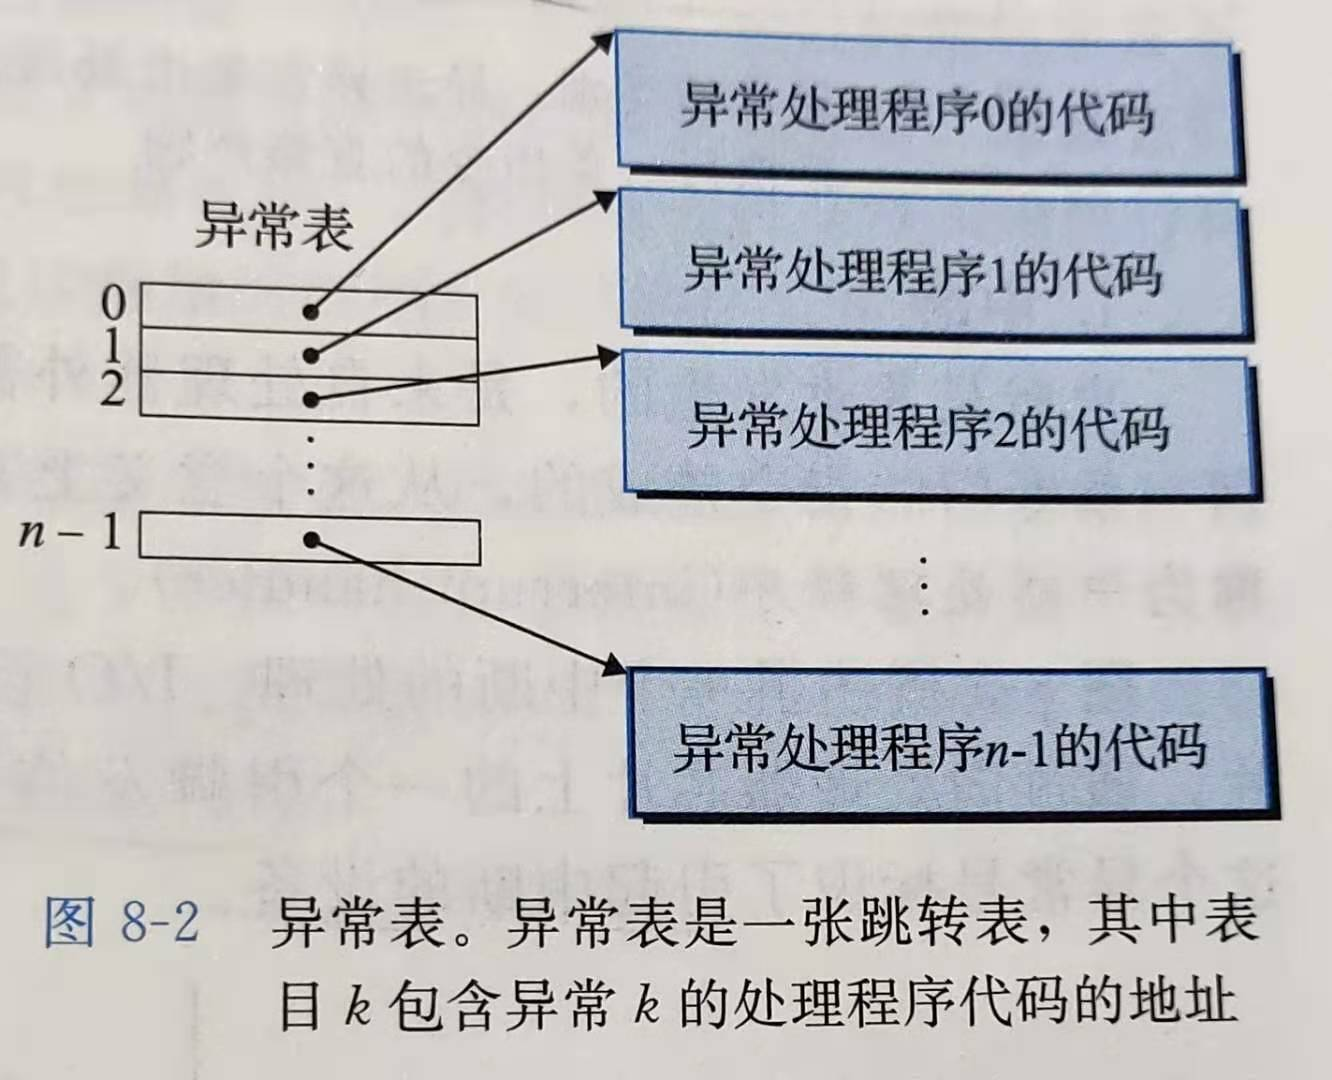 异常处理程序0的代码
异常表
异常处理程序1的代码
0
1
2
异常处理程序2的代码
n – 1
异常处理程序n-1的代码
图 8-2 异常表。异常表是一张跳转表，其中表
目 k 包含异常 k 的处理程序代码的地址